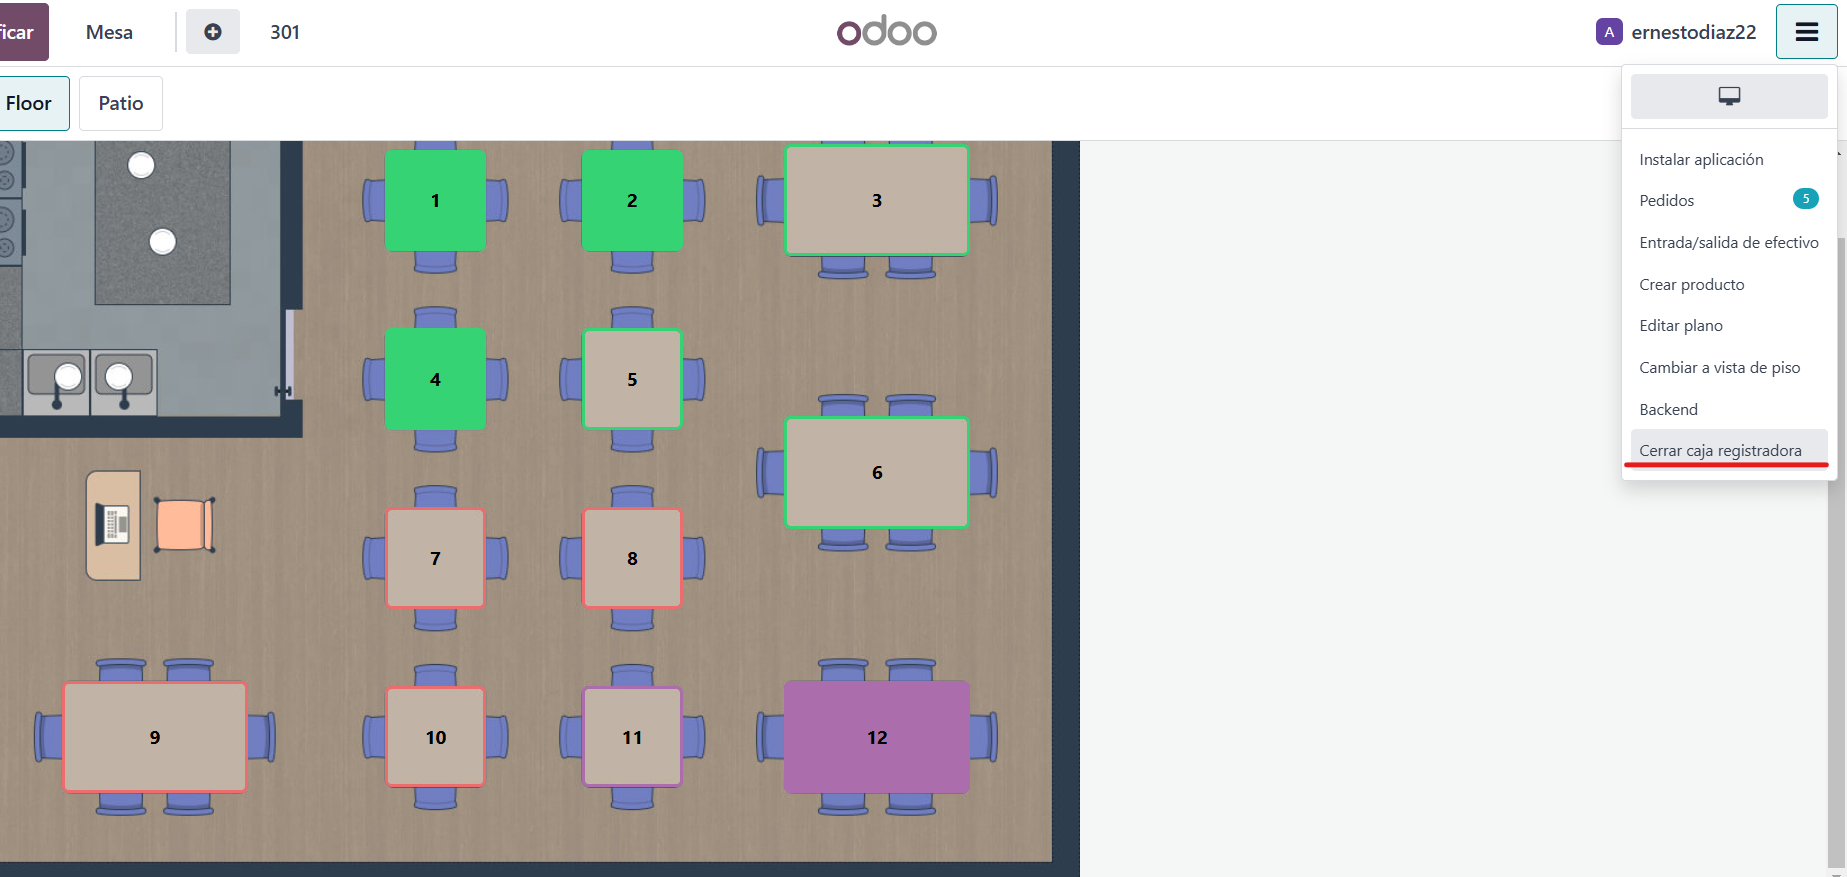 ficar Mesa 301 odoo A ernestodiaz22
Floor Patio
Instalar aplicación
Pedidos 5
Entrada/salida de efectivo
Crear producto
Editar plano
Cambiar a vista de piso
Backend
Cerrar caja registradora
1 2 3
4 5
6
7 8
9 10 11 12